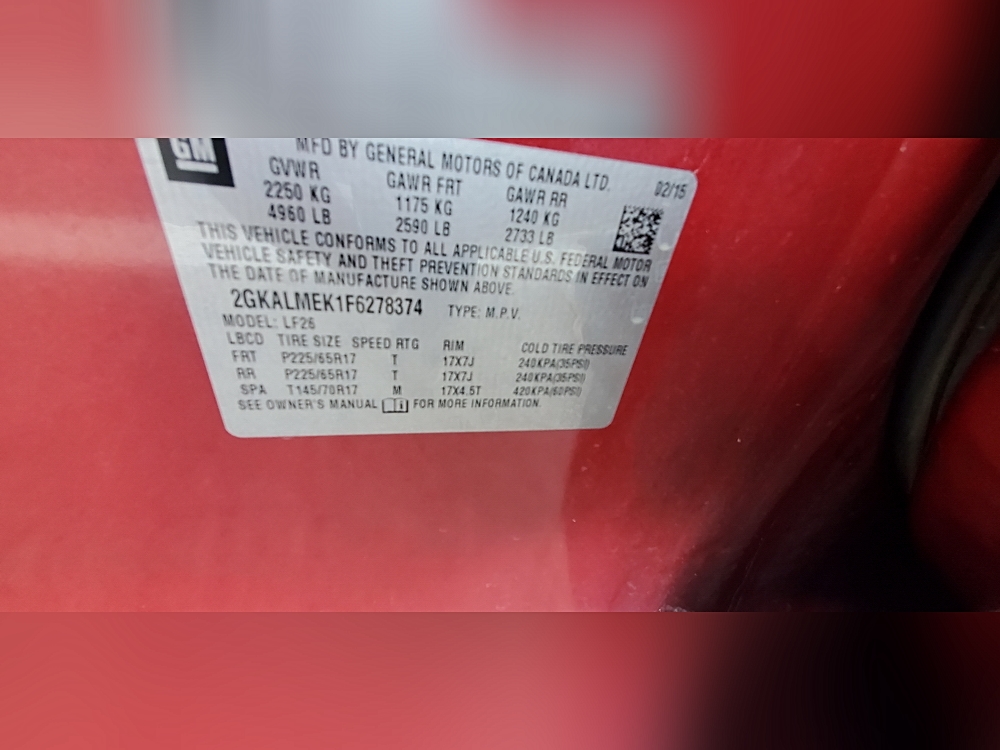 GM
MFD BY GENERAL MOTORS OF CANADA LTD.
02/15
GVWR GAWR FRT GAWR RR
2250 KG 1175 KG 1240 KG
4960 LB 2590 LB 2733 LB
THIS VEHICLE CONFORMS TO ALL APPLICABLE U.S. FEDERAL MOTOR
VEHICLE SAFETY AND THEFT PREVENTION STANDARDS IN EFFECT ON
THE DATE OF MANUFACTURE SHOWN ABOVE.
2GKALMEK1F6278374 TYPE: M.P.V.
MODEL: LF26
LBCD TIRE SIZE SPEED RTG RIM COLD TIRE PRESSURE
FRT P225/65R17 T 17X7J 240KPA(35PSI)
RR P225/65R17 T 17X7J 240KPA(35PSI)
SPA T145/70R17 M 17X4.5T 420KPA(60PSI)
SEE OWNER'S MANUAL FOR MORE INFORMATION.